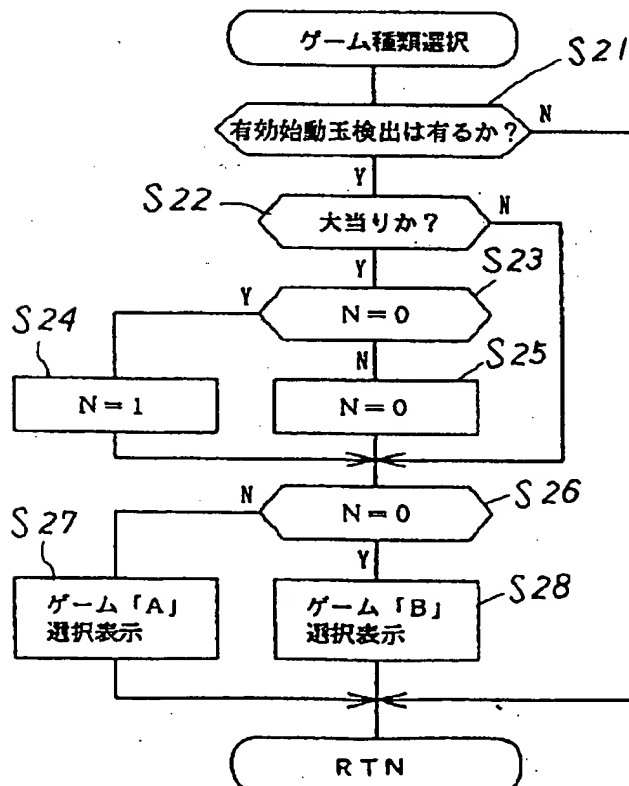 ゲーム種類選択
S21
有効始動玉検出は有るか？
N
Y
S22
大当りか？
N
Y
S23
Y
N＝0
S24
N
S25
N＝1
N＝0
N
N＝0
S26
S27
Y
ゲーム「A」
選択表示
ゲーム「B」
選択表示
S28
RTN